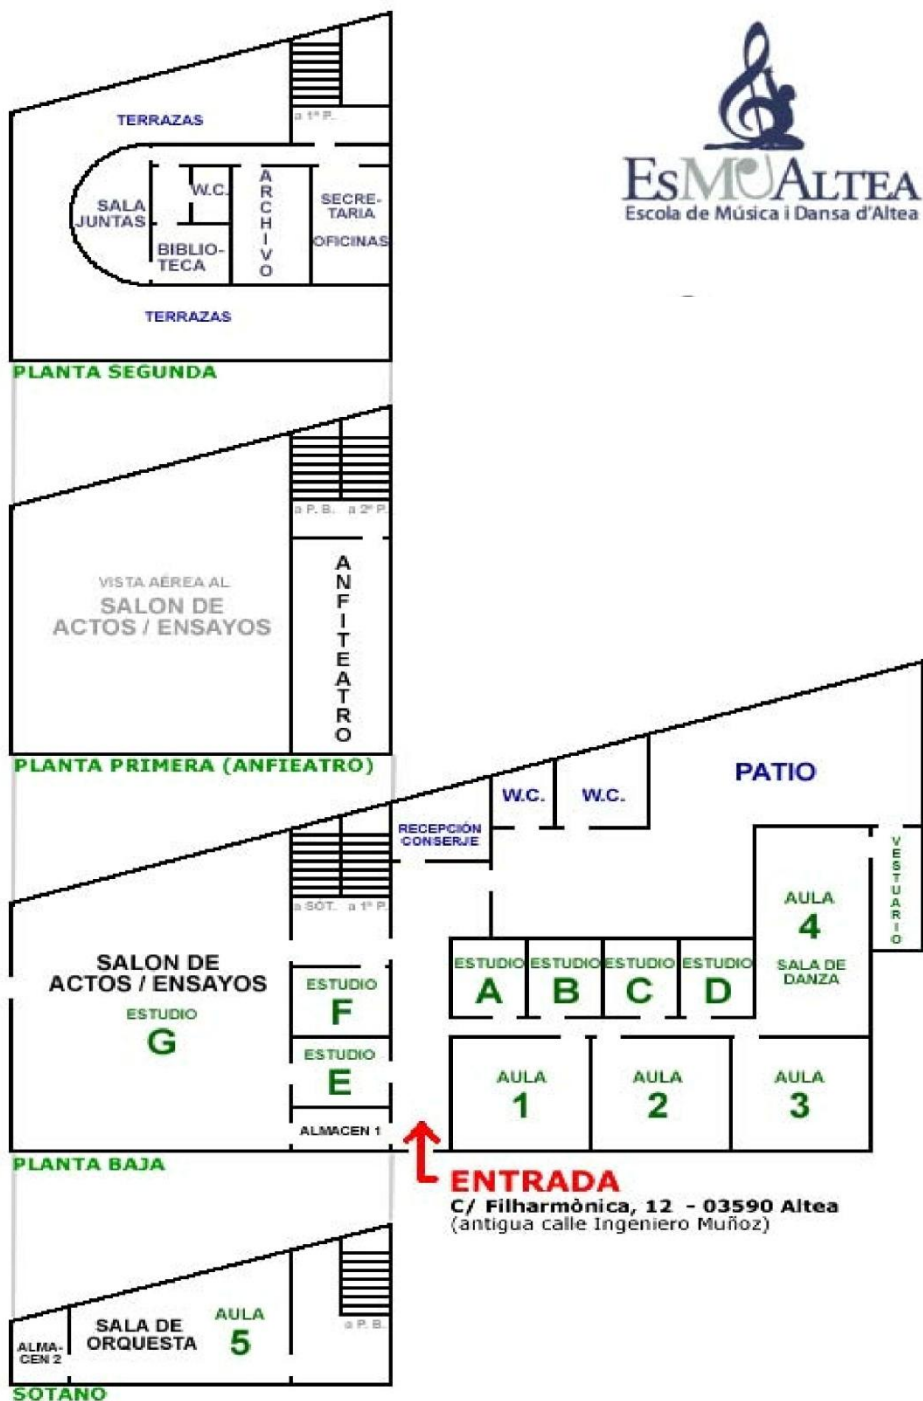 EsMUALTEA
Escola de Música i Dansa d'Altea
a 1ª P.
TERRAZAS
SALA
JUNTAS
W.C.
BIBLIO-
TECA
ARCHIVO
SECRE-
TARIA
OFICINAS
TERRAZAS
PLANTA SEGUNDA
a P. B. a 2ª P.
VISTA AÉREA AL
SALON DE
ACTOS / ENSAYOS
ANFITEATRO
PLANTA PRIMERA (ANFIEATRO)
PATIO
W.C.
W.C.
RECEPCIÓN
CONSERJE
VESTUARIO
a SÓT. a 1ª P.
AULA
4
SALA DE
DANZA
SALON DE
ACTOS / ENSAYOS
ESTUDIO
G
ESTUDIO
F
ESTUDIO
E
ALMACEN 1
ESTUDIO
A
ESTUDIO
B
ESTUDIO
C
ESTUDIO
D
AULA
1
AULA
2
AULA
3
PLANTA BAJA
ENTRADA
C/ Filharmònica, 12 - 03590 Altea
(antigua calle Ingeniero Muñoz)
a P. B.
ALMA-
CEN 2
SALA DE
ORQUESTA
AULA
5
SOTANO